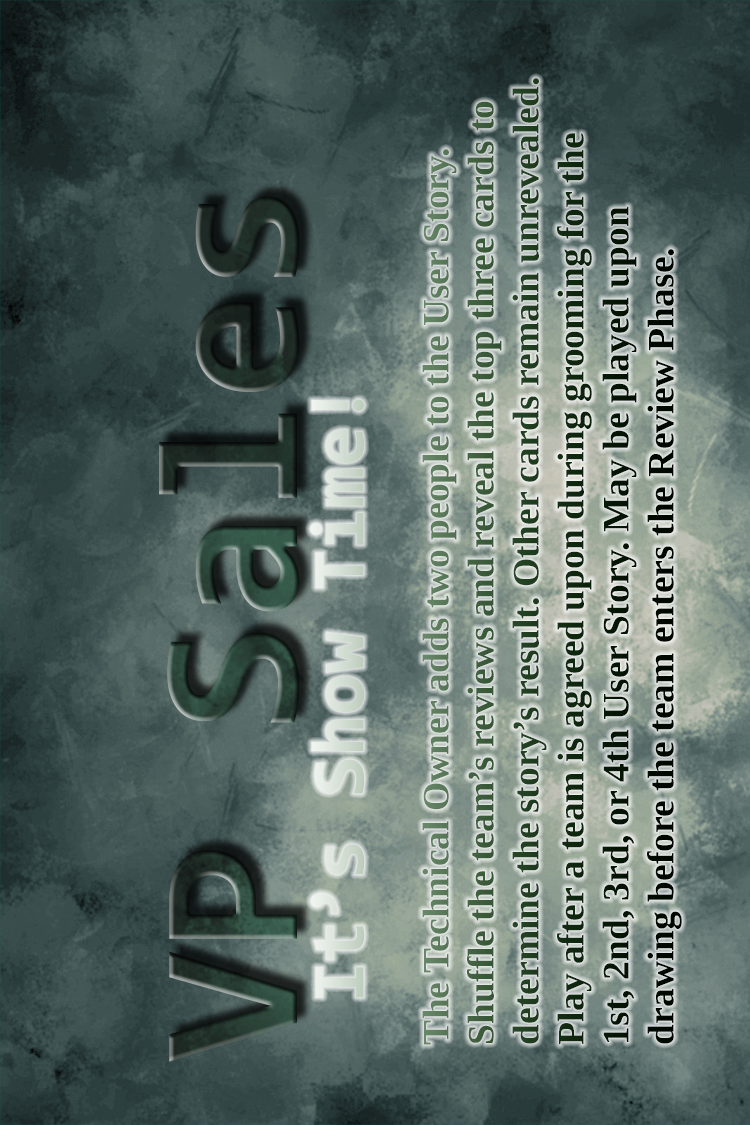 VP Sales
It's Show Time!
The Technical Owner adds two people to the User Story.
Shuffle the team’s reviews and reveal the top three cards to
determine the story’s result. Other cards remain unrevealed.
Play after a team is agreed upon during grooming for the
1st, 2nd, 3rd, or 4th User Story. May be played upon
drawing before the team enters the Review Phase.